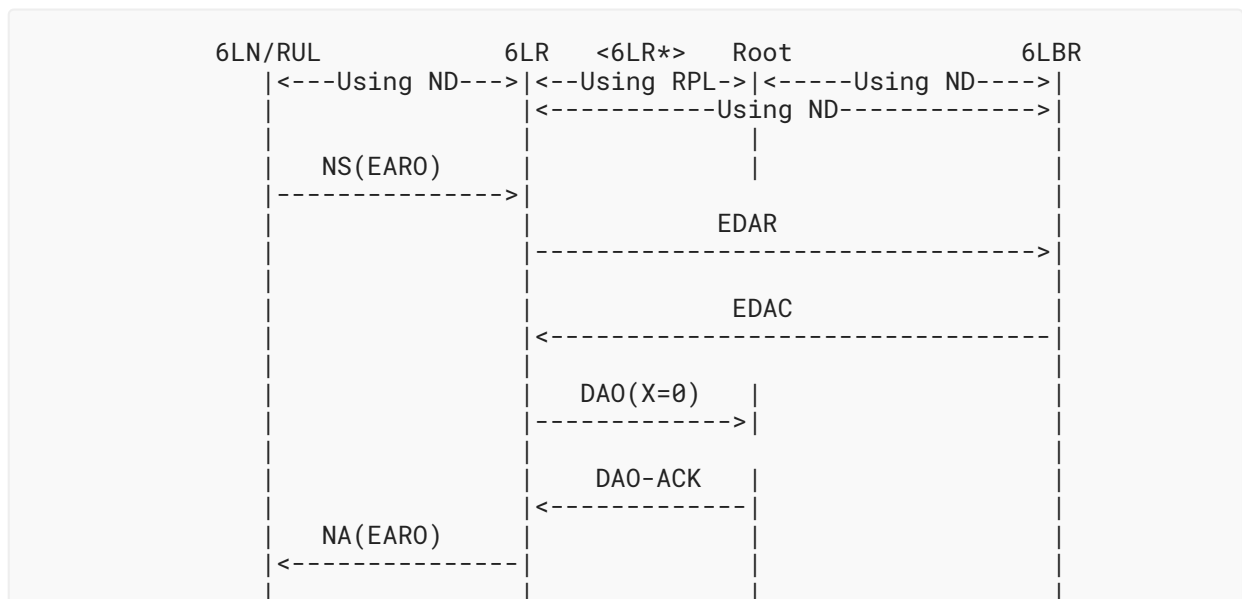 6LN/RUL 6LR <6LR*> Root 6LBR
|<---Using ND--->|<--Using RPL->|<-----Using ND---->|
| |<-----------Using ND------------->|
| | | |
| NS(EARO) | | |
|--------------->| |
| | EDAR |
| |--------------------------------->|
| | |
| | EDAC |
| |<---------------------------------|
| | |
| | DAO(X=0) | |
| |------------->| |
| | |
| | DAO-ACK | |
| |<-------------| |
| NA(EARO) | | |
|<---------------| | |
| | | |